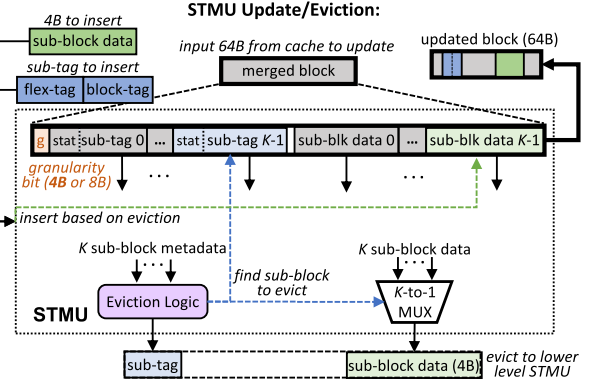 STMU Update/Eviction:
4B to insert
sub-block data
input 64B from cache to update
updated block (64B)
sub-tag to insert
flex-tag block-tag
merged block
g stat sub-tag 0 ... stat sub-tag K-1 sub-blk data 0 ... sub-blk data K-1
granularity
bit (4B or 8B)
...
...
insert based on eviction
K sub-block metadata
...
K sub-block data
...
find sub-block
to evict
Eviction Logic
K-to-1
MUX
STMU
sub-tag
sub-block data (4B)
evict to lower
level STMU